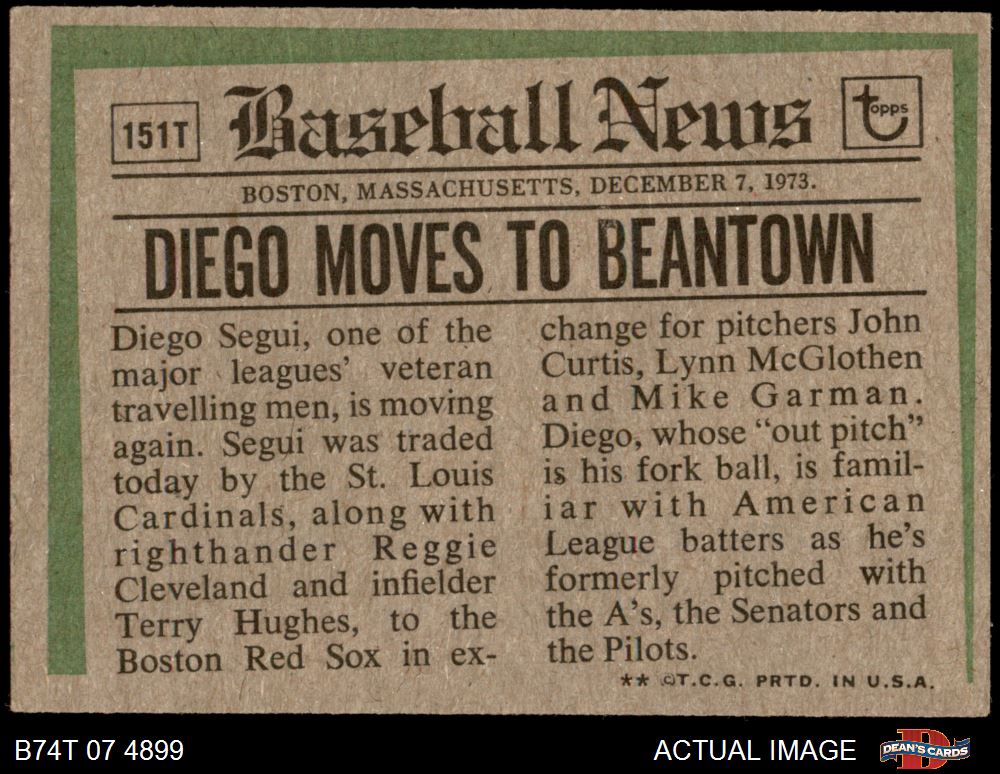 151T
Baseball News
topps
BOSTON, MASSACHUSETTS, DECEMBER 7, 1973.
DIEGO MOVES TO BEANTOWN
Diego Segui, one of the
major leagues' veteran
travelling men, is moving
again. Segui was traded
today by the St. Louis
Cardinals, along with
righthander Reggie
Cleveland and infielder
Terry Hughes, to the
Boston Red Sox in ex-
change for pitchers John
Curtis, Lynn McGlothen
and Mike Garman.
Diego, whose "out pitch"
is his fork ball, is famil-
iar with American
League batters as he's
formerly pitched with
the A's, the Senators and
the Pilots.
** ©T.C.G. PRTD. IN U.S.A.
B74T 07 4899
ACTUAL IMAGE
DEAN'S CARDS